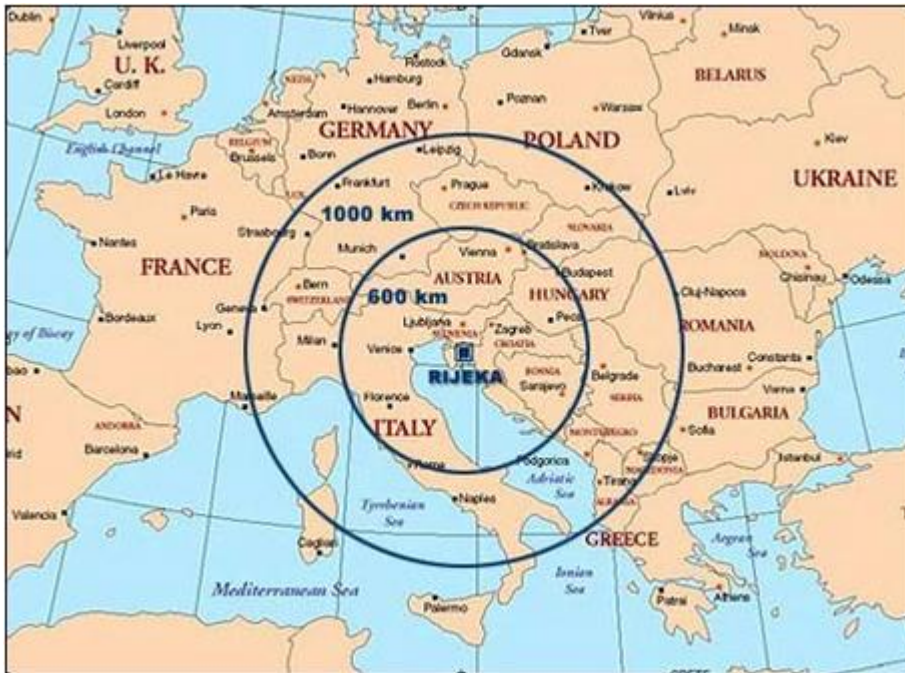 Dublin
Liverpool
U. K.
Cardiff
London
English Channel
Le Havre
Paris
Nantes
FRANCE
Bordeaux
Lyon
Geneva
Marseille
ANDORRA
Barcelona
Valencia
N
BELGIUM
Brussels
LUX.
Amsterdam
Rostock
Hamburg
Hannover
Berlin
GERMANY
Bonn
Leipzig
Frankfurt
1000 km
Strasbourg
Munich
Bern
SWITZERLAND
600 km
Gdansk
Tver
Vilnius
Minsk
BELARUS
Poznan
Warsaw
POLAND
Krakow
Lviv
Kiev
UKRAINE
Prague
CZECH REPUBLIC
SLOVAKIA
Vienna
Bratislava
AUSTRIA
Budapest
HUNGARY
Pecs
MOLDOVA
Chisinau
Odessa
Cluj-Napoca
ROMANIA
Bucharest
Constanta
Varna
BULGARIA
Sofia
Istanbul
Ljubljana
SLOVENIA
Zagreb
CROATIA
Milan
Venice
RIJEKA
BOSNIA
Sarajevo
Belgrade
SERBIA
Florence
ITALY
Rome
MONTENEGRO
Podgorica
Skopje
MACEDONIA
Adriatic
Sea
Tirana
ALBANIA
Naples
Tyrrhenian
Sea
Cagliari
GREECE
Aegean
Sea
Ionian
Sea
Mediterranean Sea
Palermo
Patrai
Athens